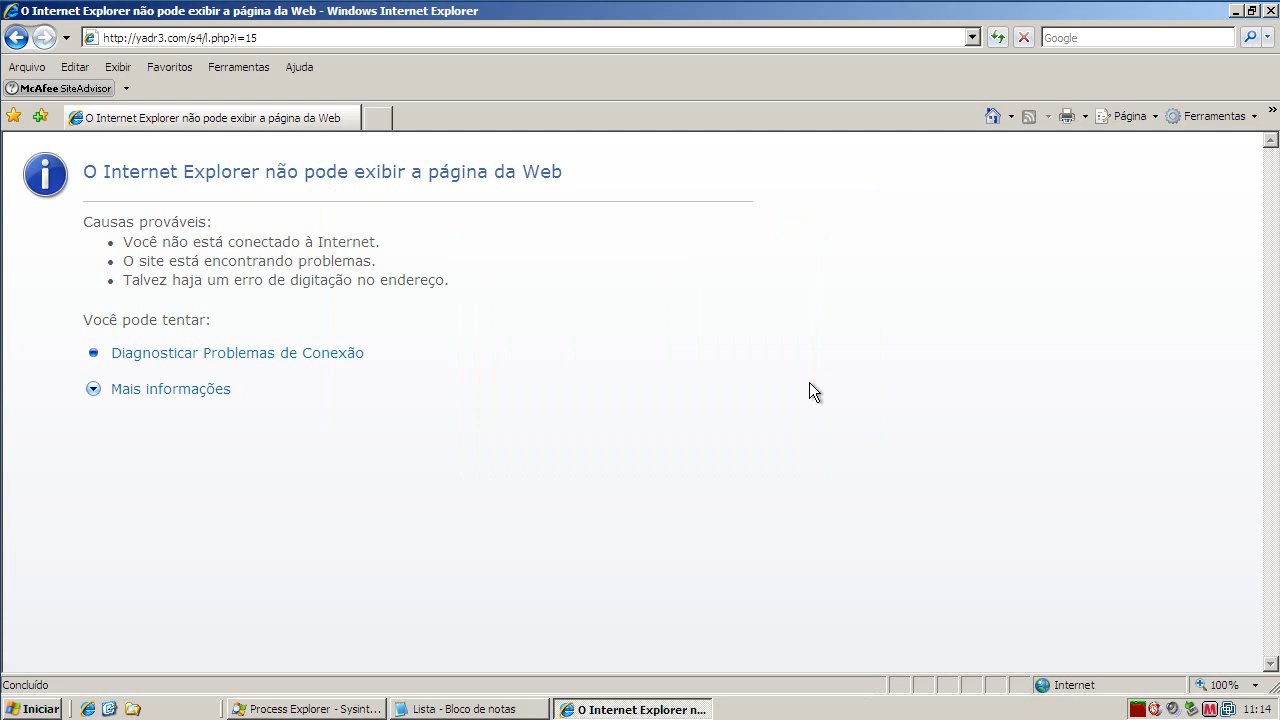 O Internet Explorer não pode exibir a página da Web - Windows Internet Explorer
http://yadr3.com/s4/l.php?i=15
Google
Arquivo Editar Exibir Favoritos Ferramentas Ajuda
McAfee SiteAdvisor
O Internet Explorer não pode exibir a página da Web
Página Ferramentas
O Internet Explorer não pode exibir a página da Web
Causas prováveis:
Você não está conectado à Internet.
O site está encontrando problemas.
Talvez haja um erro de digitação no endereço.
Você pode tentar:
Diagnosticar Problemas de Conexão
Mais informações
Concluído
Internet
100%
Iniciar
Process Explorer - Sysint...
Lista - Bloco de notas
O Internet Explorer n...
11:14